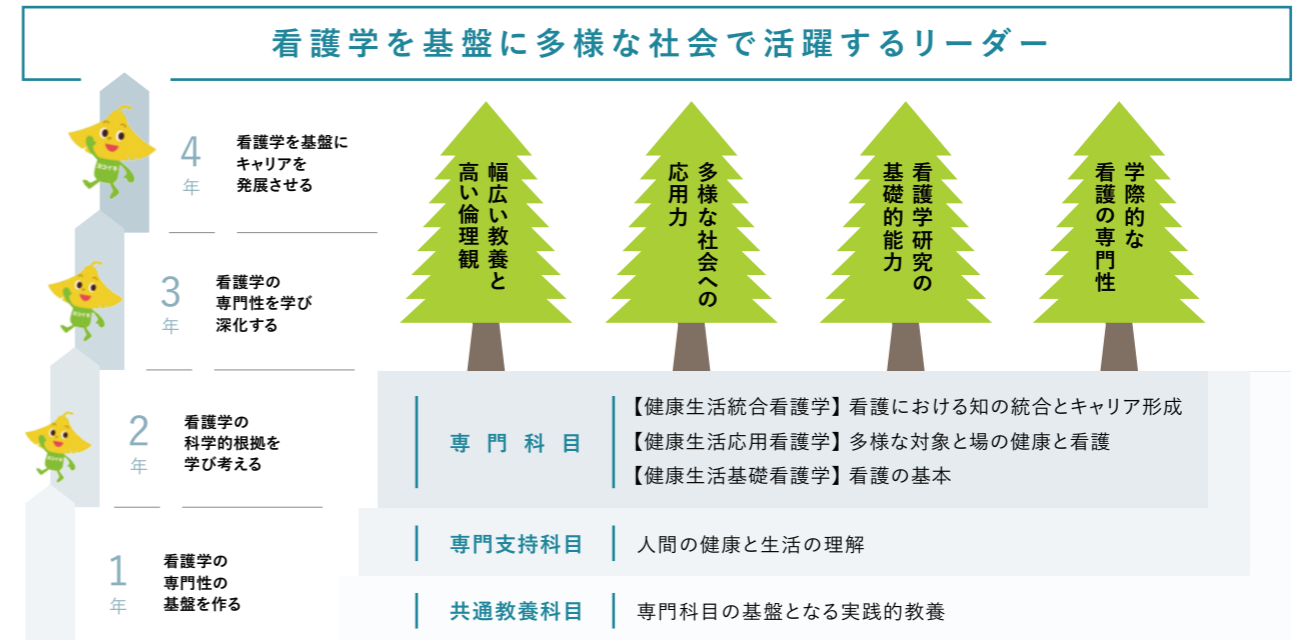 看護学を基盤に多様な社会で活躍するリーダー
4
年
看護学を基盤に
キャリアを
発展させる
3
年
看護学の
専門性を学び
深化する
2
年
看護学の
科学的根拠を
学び考える
1
年
看護学の
専門性の
基盤を作る
幅広い教養と
高い倫理観
多様な社会への
応用力
看護学研究の
基礎的能力
学際的な
看護の専門性
専門科目
【健康生活統合看護学】看護における知の統合とキャリア形成
【健康生活応用看護学】多様な対象と場の健康と看護
【健康生活基礎看護学】看護の基本
専門支持科目
人間の健康と生活の理解
共通教養科目
専門科目の基盤となる実践的教養